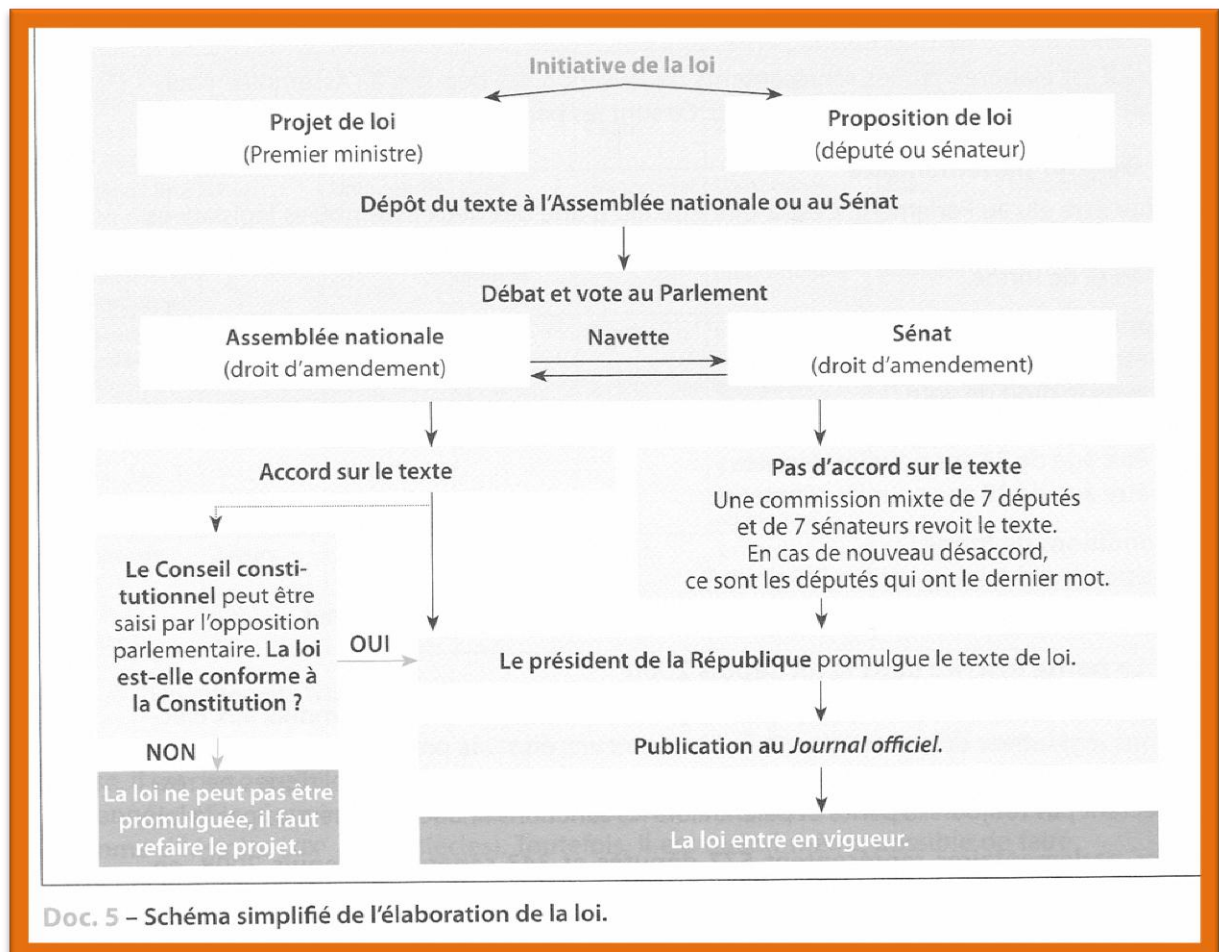 Initiative de la loi
Projet de loi
(Premier ministre)
Proposition de loi
(député ou sénateur)
Dépôt du texte à l'Assemblée nationale ou au Sénat
Débat et vote au Parlement
Assemblée nationale
(droit d'amendement)
Navette
Sénat
(droit d'amendement)
Accord sur le texte
Pas d'accord sur le texte
Une commission mixte de 7 députés
et de 7 sénateurs revoit le texte.
En cas de nouveau désaccord,
ce sont les députés qui ont le dernier mot.
Le Conseil consti-
tutionnel peut être
saisi par l'opposition
parlementaire. La loi
est-elle conforme à
la Constitution ?
OUI
Le président de la République promulgue le texte de loi.
NON
Publication au Journal officiel.
La loi ne peut pas être
promulguée, il faut
refaire le projet.
La loi entre en vigueur.
Doc. 5 – Schéma simplifié de l'élaboration de la loi.